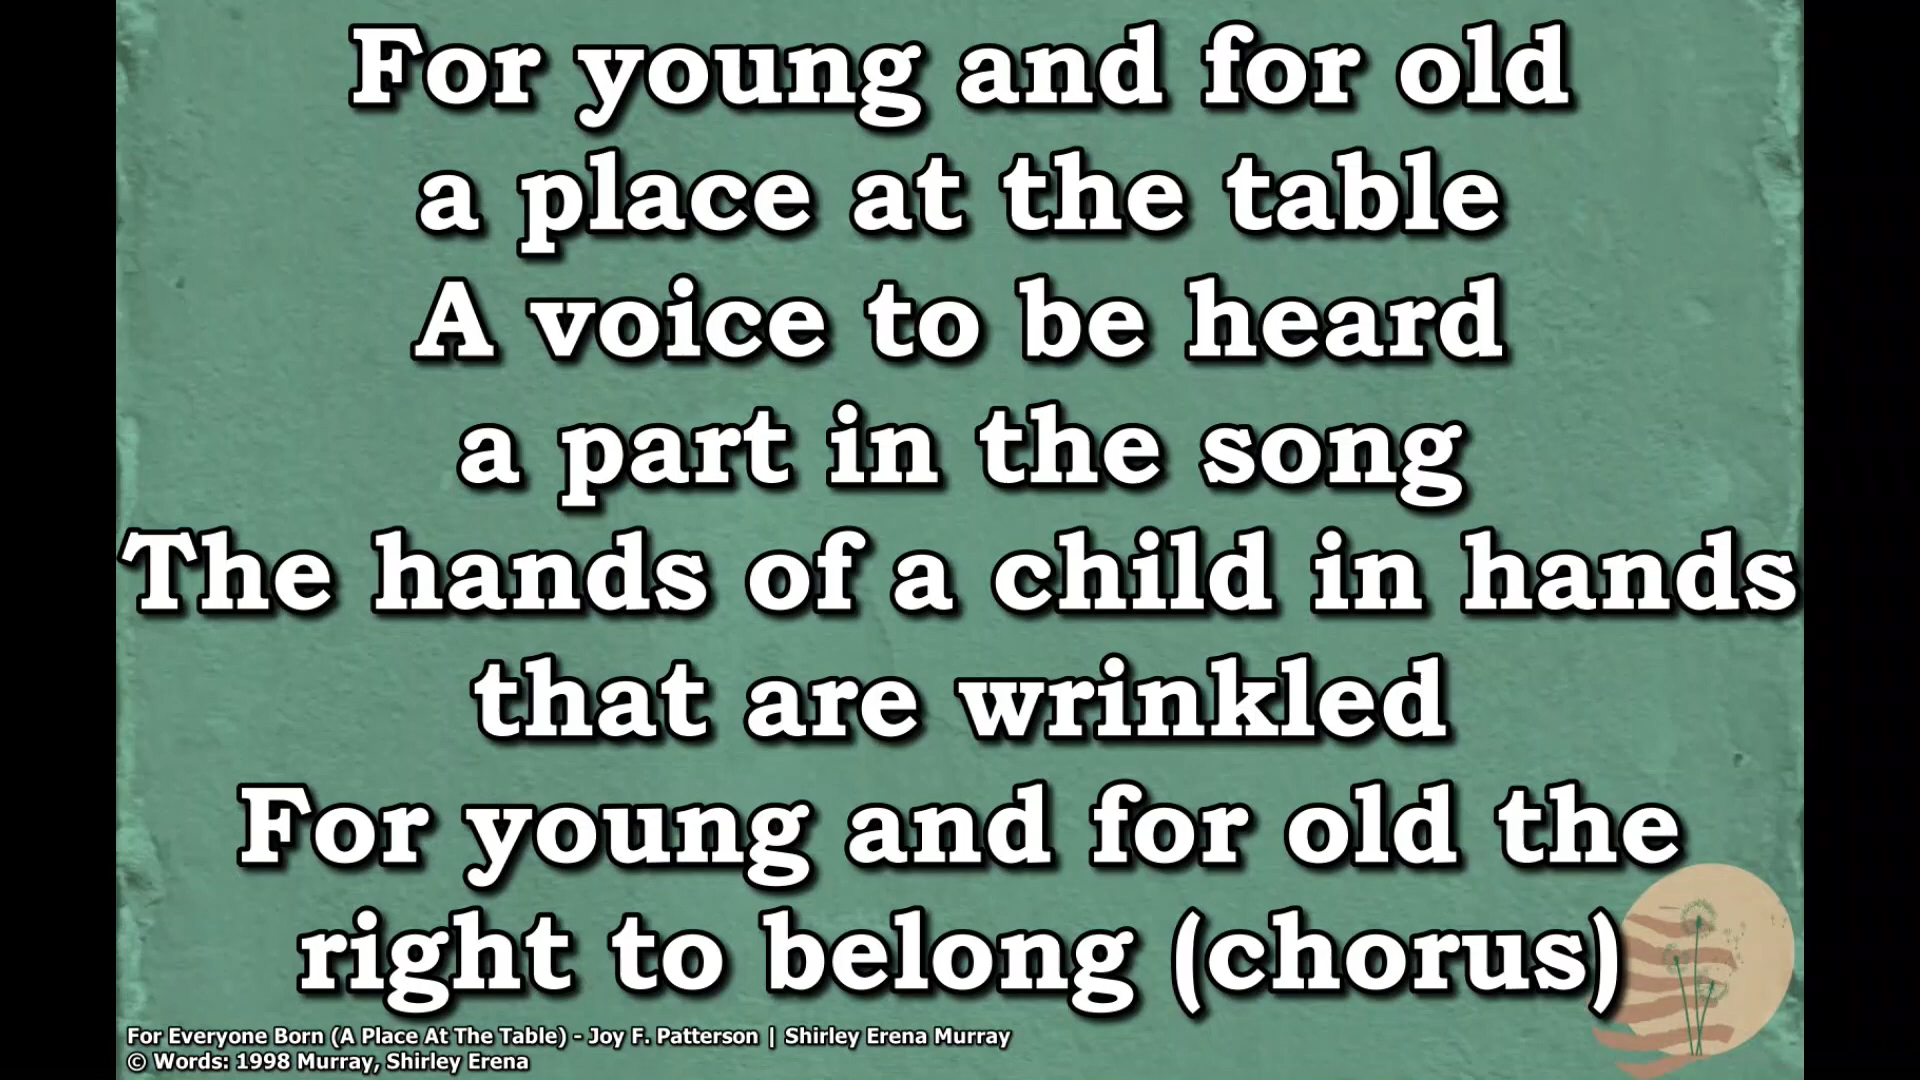 For young and for old
a place at the table
A voice to be heard
a part in the song
The hands of a child in hands
that are wrinkled
For young and for old the
right to belong (chorus)
For Everyone Born (A Place At The Table) - Joy F. Patterson | Shirley Erena Murray
© Words: 1998 Murray, Shirley Erena